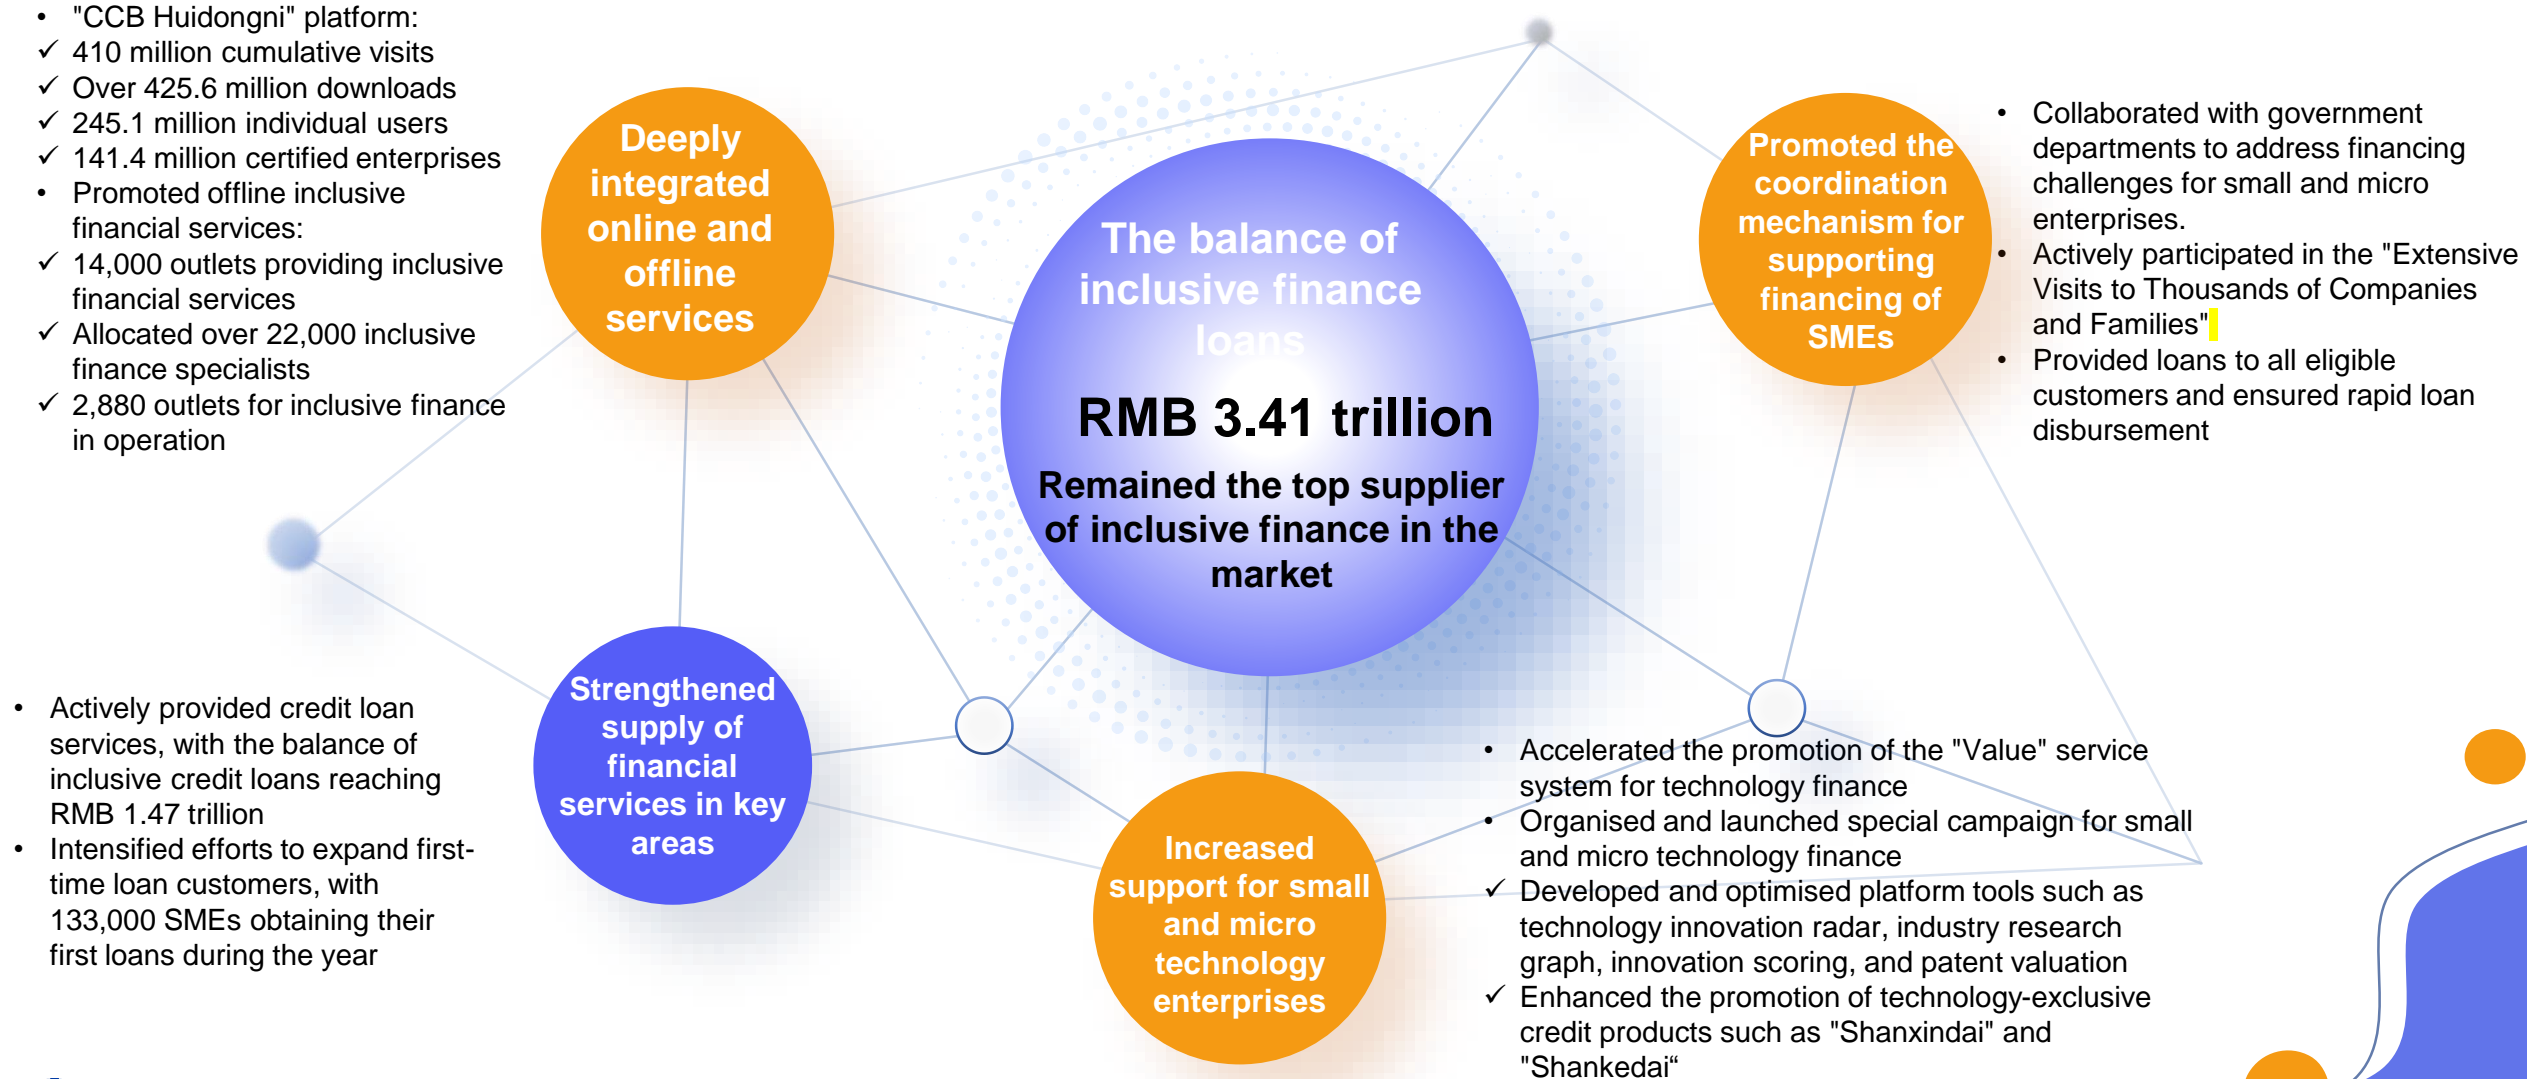 • "CCB Huidongni" platform:
✓ 410 million cumulative visits
✓ Over 425.6 million downloads
✓ 245.1 million individual users
✓ 141.4 million certified enterprises
• Promoted offline inclusive
financial services:
✓ 14,000 outlets providing inclusive
financial services
✓ Allocated over 22,000 inclusive
finance specialists
✓ 2,880 outlets for inclusive finance
in operation
Deeply
integrated
online and
offline
services
The balance of
inclusive finance
loans
RMB 3.41 trillion
Remained the top supplier
of inclusive finance in the
market
Promoted the
coordination
mechanism for
supporting
financing of
SMEs
• Collaborated with government
departments to address financing
challenges for small and micro
enterprises.
• Actively participated in the "Extensive
Visits to Thousands of Companies
and Families"
• Provided loans to all eligible
customers and ensured rapid loan
disbursement
• Actively provided credit loan
services, with the balance of
inclusive credit loans reaching
RMB 1.47 trillion
• Intensified efforts to expand first-
time loan customers, with
133,000 SMEs obtaining their
first loans during the year
Strengthened
supply of
financial
services in key
areas
Increased
support for small
and micro
technology
enterprises
• Accelerated the promotion of the "Value" service
system for technology finance
• Organised and launched special campaign for small
and micro technology finance
✓ Developed and optimised platform tools such as
technology innovation radar, industry research
graph, innovation scoring, and patent valuation
✓ Enhanced the promotion of technology-exclusive
credit products such as "Shanxindai" and
"Shankedai“